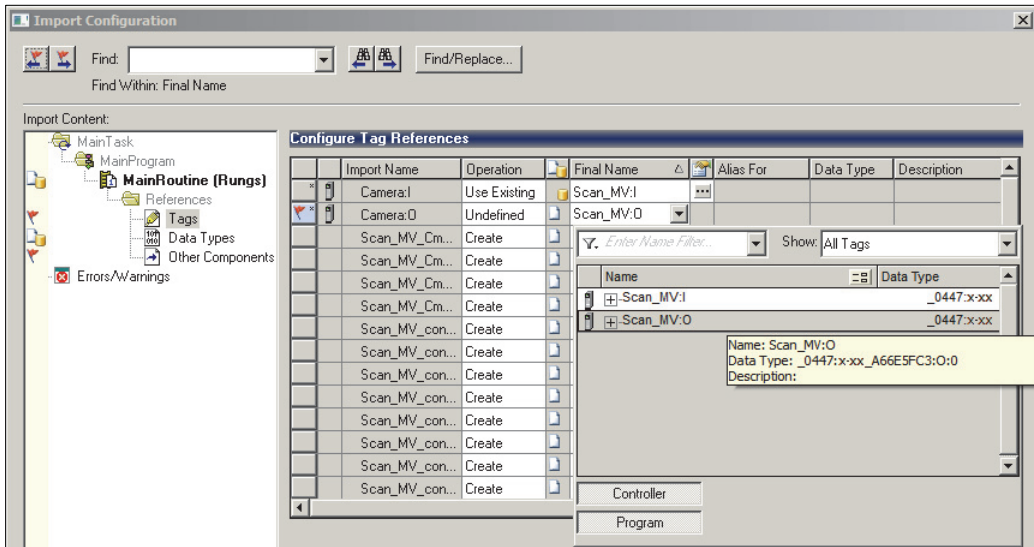 Import Configuration
Find:
Find/Replace...
Find Within: Final Name
Import Content:
MainTask
MainProgram
MainRoutine (Rungs)
References
Tags
Data Types
Other Components
Errors/Warnings
Configure Tag References
Import Name Operation Final Name Alias For Data Type Description
Camera:I Use Existing Scan_MV:I ...
Camera:O Undefined Scan_MV:O
Scan_MV_Cm... Create
Scan_MV_Cm... Create
Scan_MV_Cm... Create
Scan_MV_Cm... Create
Scan_MV_con... Create
Scan_MV_con... Create
Scan_MV_con... Create
Scan_MV_con... Create
Scan_MV_con... Create
Scan_MV_con... Create
Scan_MV_con... Create
Scan_MV_con... Create
Enter Name Filter... Show: All Tags
Name Data Type
Scan_MV:I _0447:x-xx
Scan_MV:O _0447:x-xx
Name: Scan_MV:O
Data Type: _0447:x-xx_A66E5FC3:O:0
Description:
Controller
Program